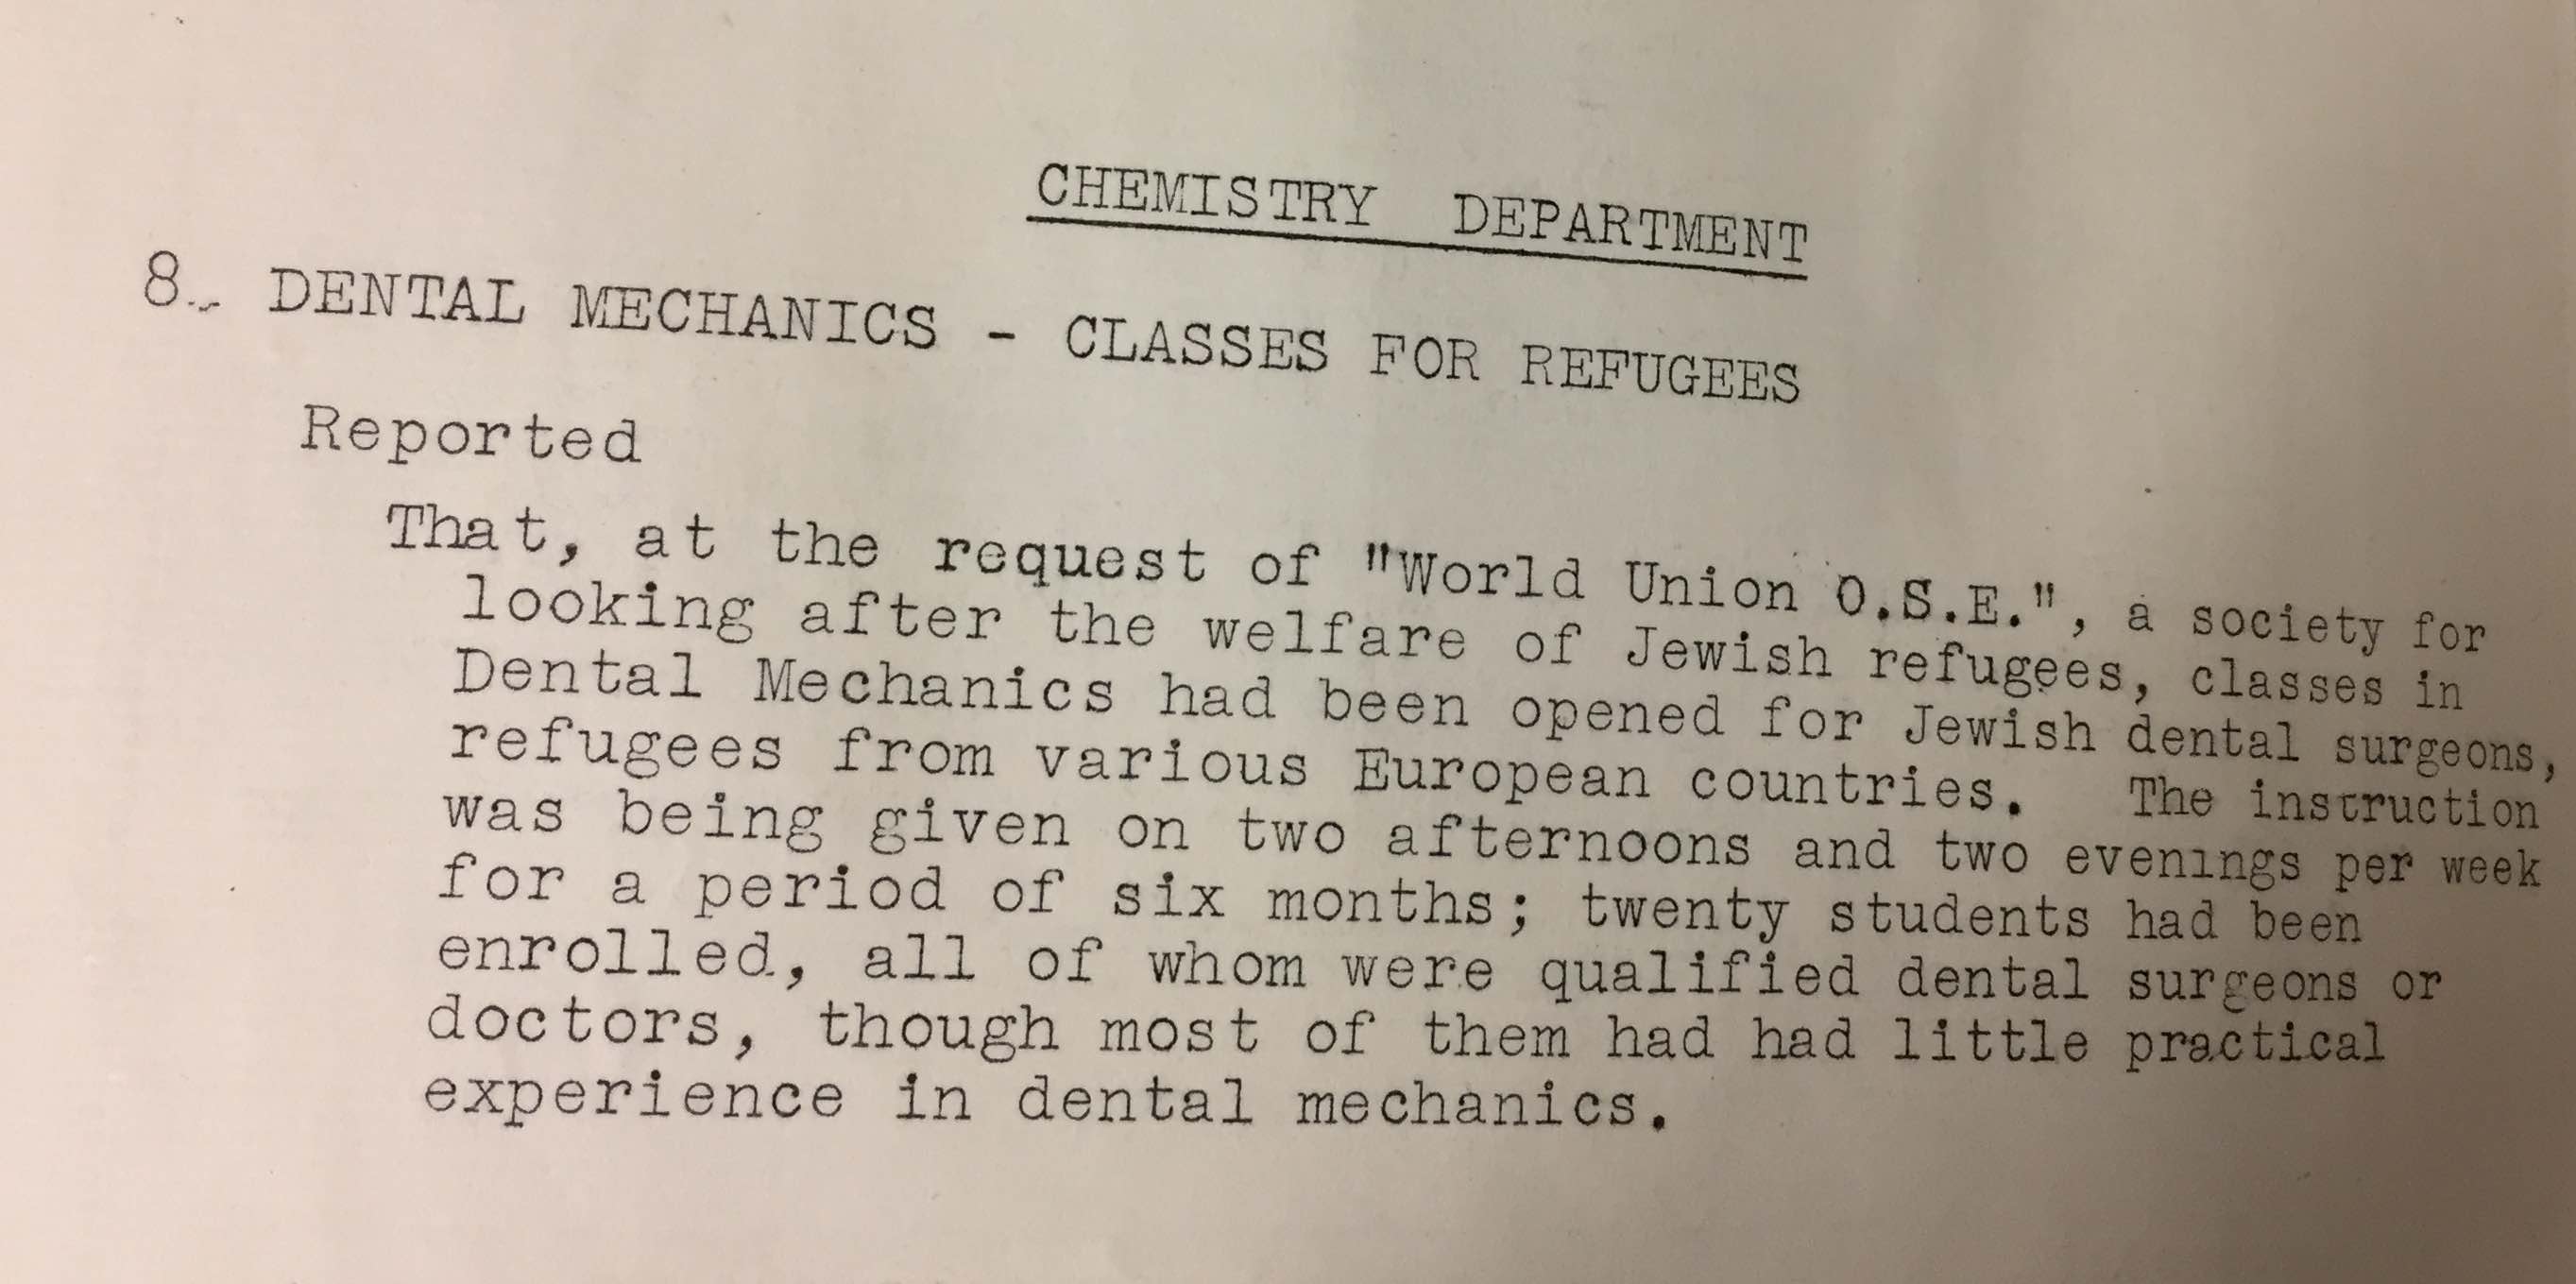 CHEMISTRY DEPARTMENT
8. DENTAL MECHANICS - CLASSES FOR REFUGEES
Reported
That, at the request of "World Union O.S.E.", a society for
looking after the welfare of Jewish refugees, classes in
Dental Mechanics had been opened for Jewish dental surgeons,
refugees from various European countries. The instruction
was being given on two afternoons and two evenings per week
for a period of six months; twenty students had been
enrolled, all of whom were qualified dental surgeons or
doctors, though most of them had had little practical
experience in dental mechanics.